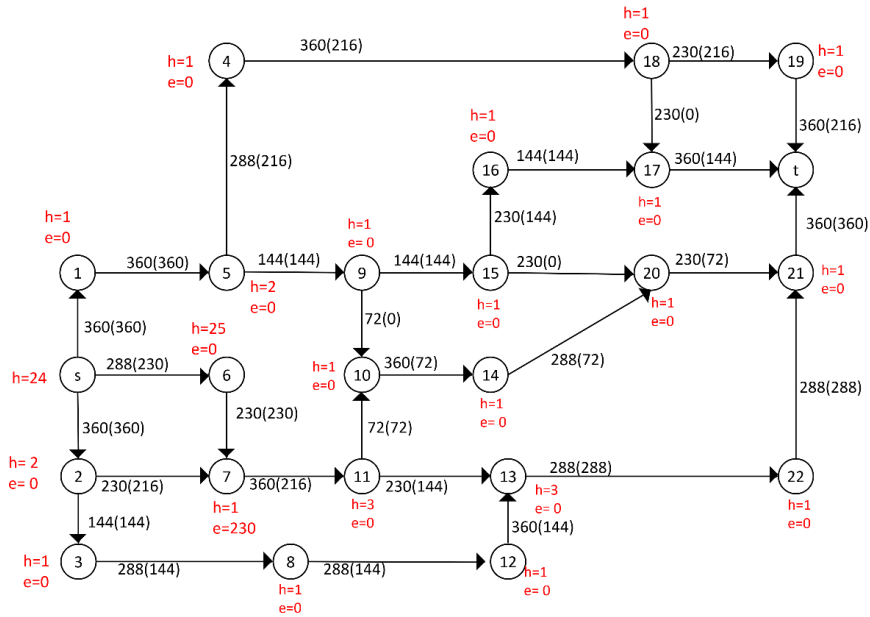 h=1
e=0
4
360(216)
h=1
e=0
18
230(216)
19
h=1
e=0
230(0)
360(216)
h=1
e=0
288(216)
16
144(144)
17
360(144)
t
h=1
e=0
230(144)
h=1
e=0
360(360)
h=1
e= 0
1
360(360)
5
144(144)
9
144(144)
15
230(0)
20
230(72)
21
h=1
e=0
h=2
e=0
h=1
e=0
h=1
e=0
360(360)
72(0)
h=25
e=0
h=24
s
288(230)
6
h=1
e=0
10
360(72)
14
288(72)
288(288)
h=1
e= 0
360(360)
230(230)
72(72)
h= 2
e= 0
2
230(216)
7
360(216)
11
230(144)
13
288(288)
22
h=1
e=230
h=3
e=0
h=3
e= 0
h=1
e=0
144(144)
360(144)
h=1
e=0
3
288(144)
8
288(144)
12
h=1
e=0
h=1
e= 0